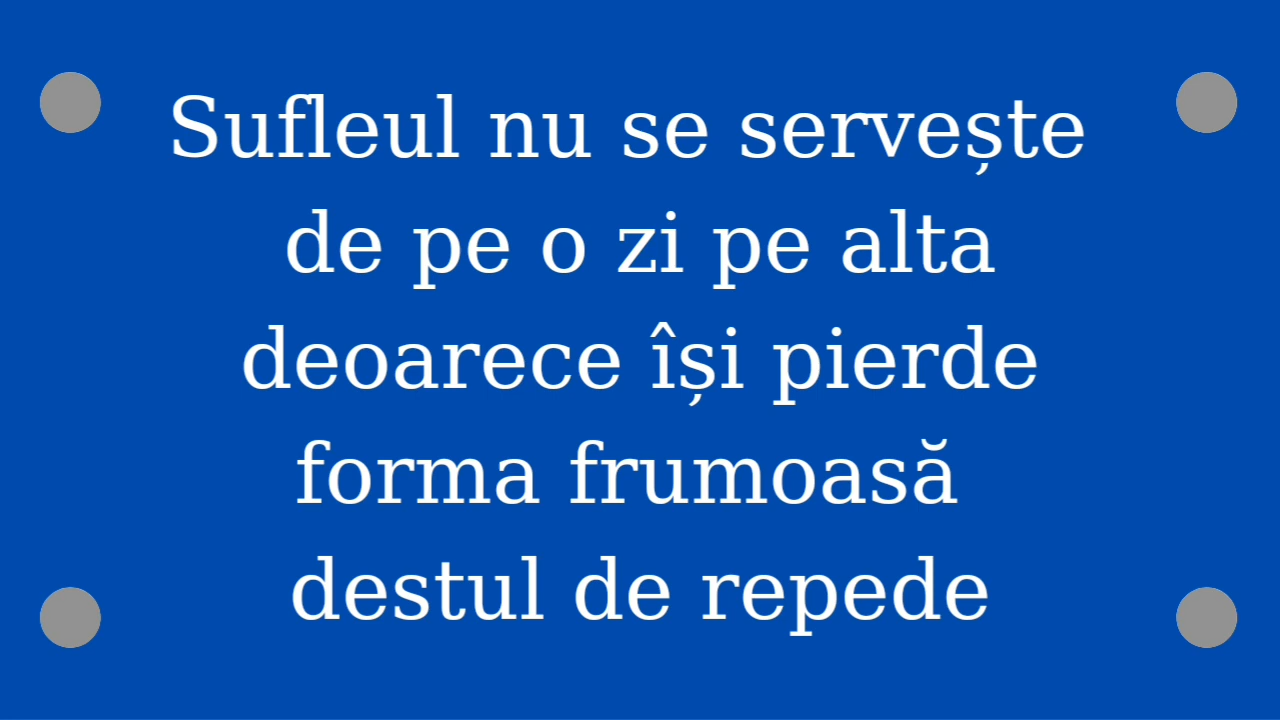 Sufleul nu se servește
de pe o zi pe alta
deoarece își pierde
forma frumoasă
destul de repede